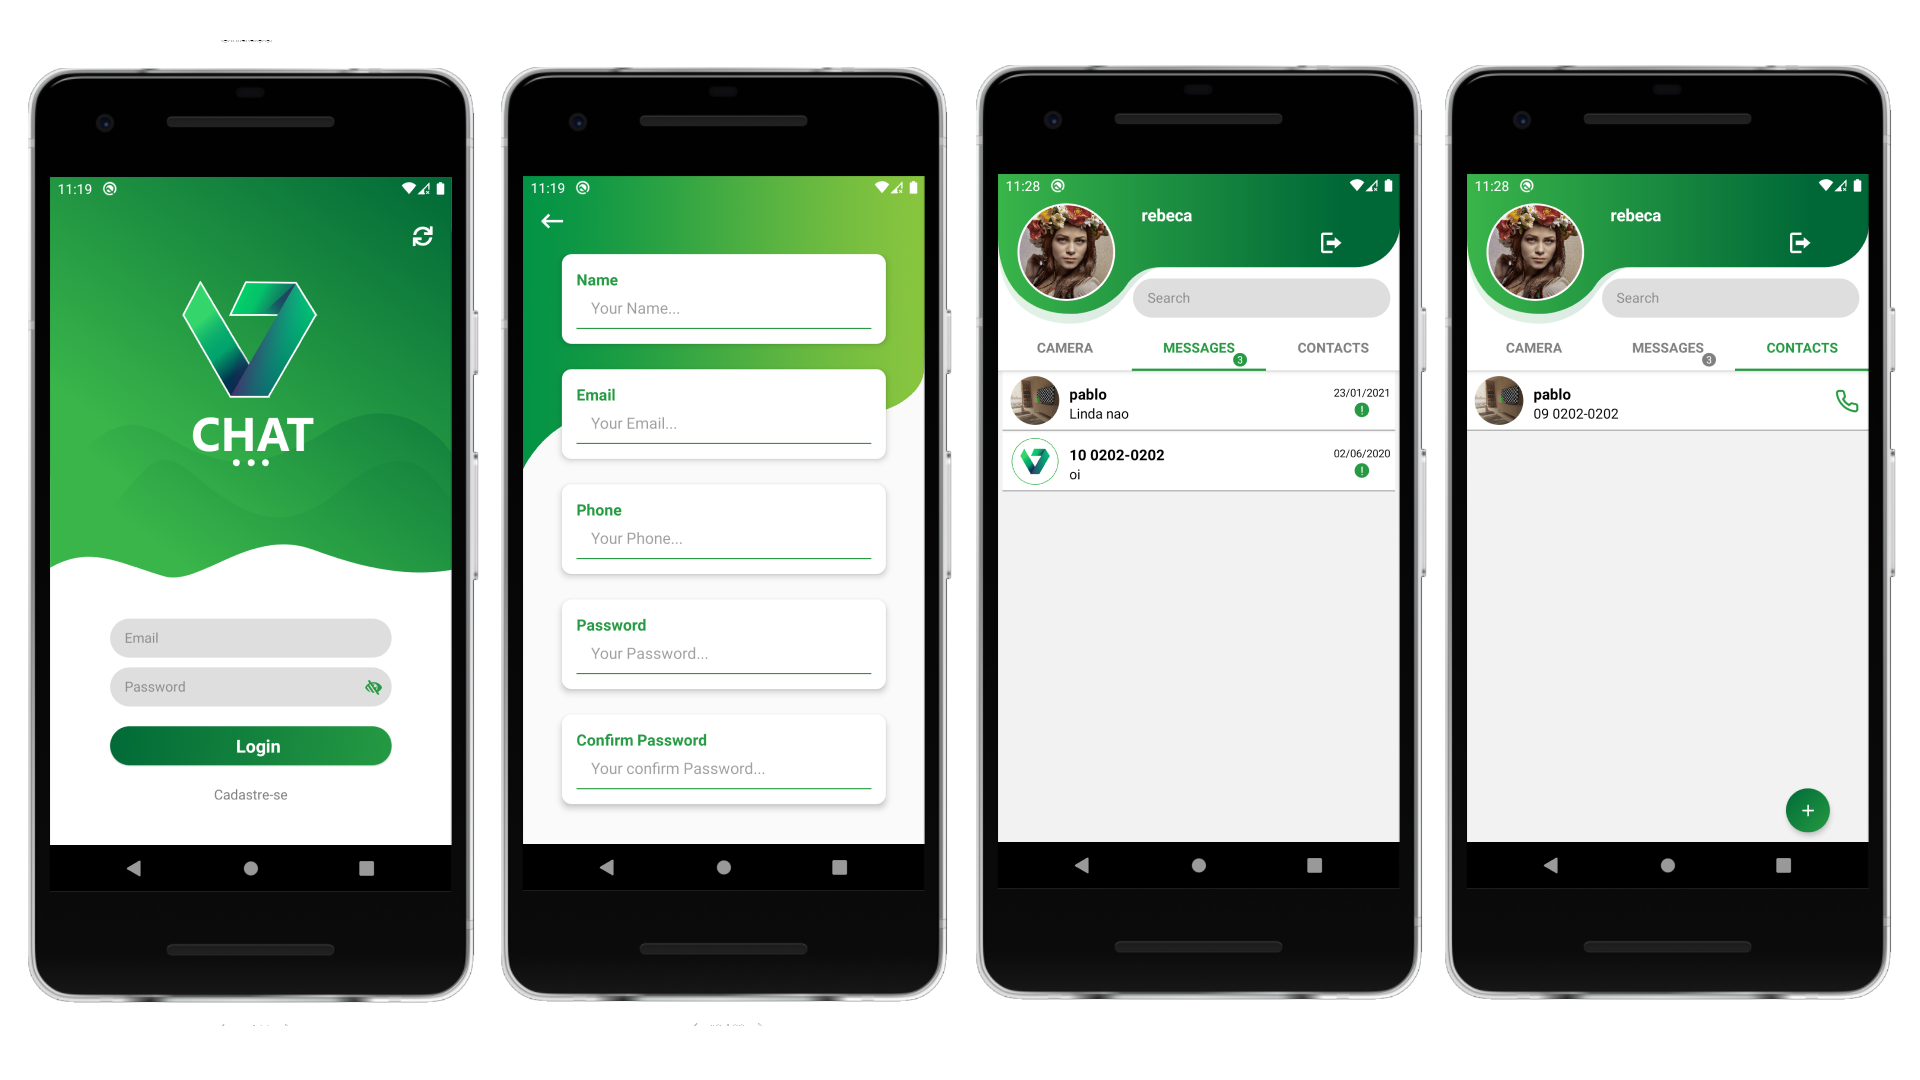 11:19
CHAT
Email
Password
Login
Cadastre-se
11:19
Name
Your Name...
Email
Your Email...
Phone
Your Phone...
Password
Your Password...
Confirm Password
Your confirm Password...
11:28
rebeca
Search
CAMERA MESSAGES 3 CONTACTS
pablo 23/01/2021
Linda nao !
10 0202-0202 02/06/2020
oi !
11:28
rebeca
Search
CAMERA MESSAGES 3 CONTACTS
pablo
09 0202-0202
+